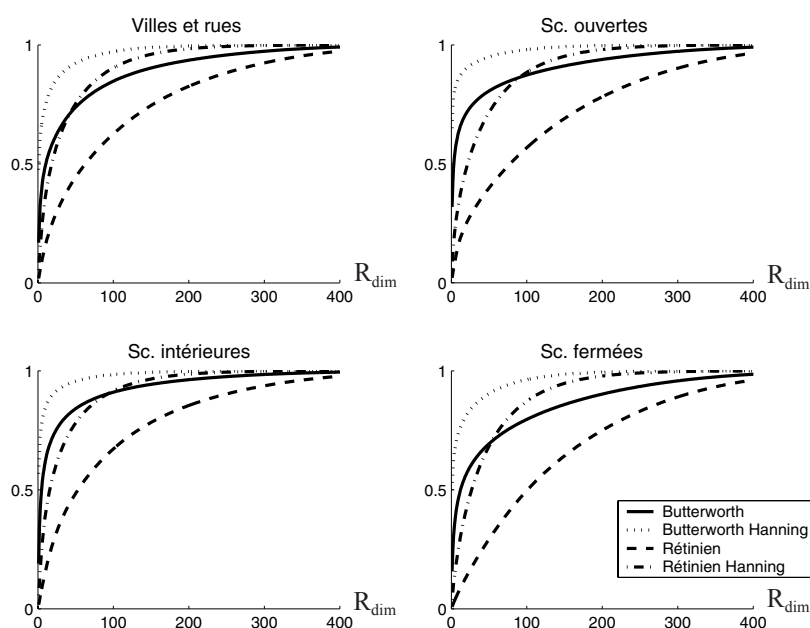 Villes et rues
1
0.5
0
0 100 200 300 400
R_dim
Sc. ouvertes
1
0.5
0
0 100 200 300 400
R_dim
Sc. intérieures
1
0.5
0
0 100 200 300 400
R_dim
Sc. fermées
1
0.5
0
0 100 200 300 400
R_dim
Butterworth
Butterworth Hanning
Rétinien
Rétinien Hanning